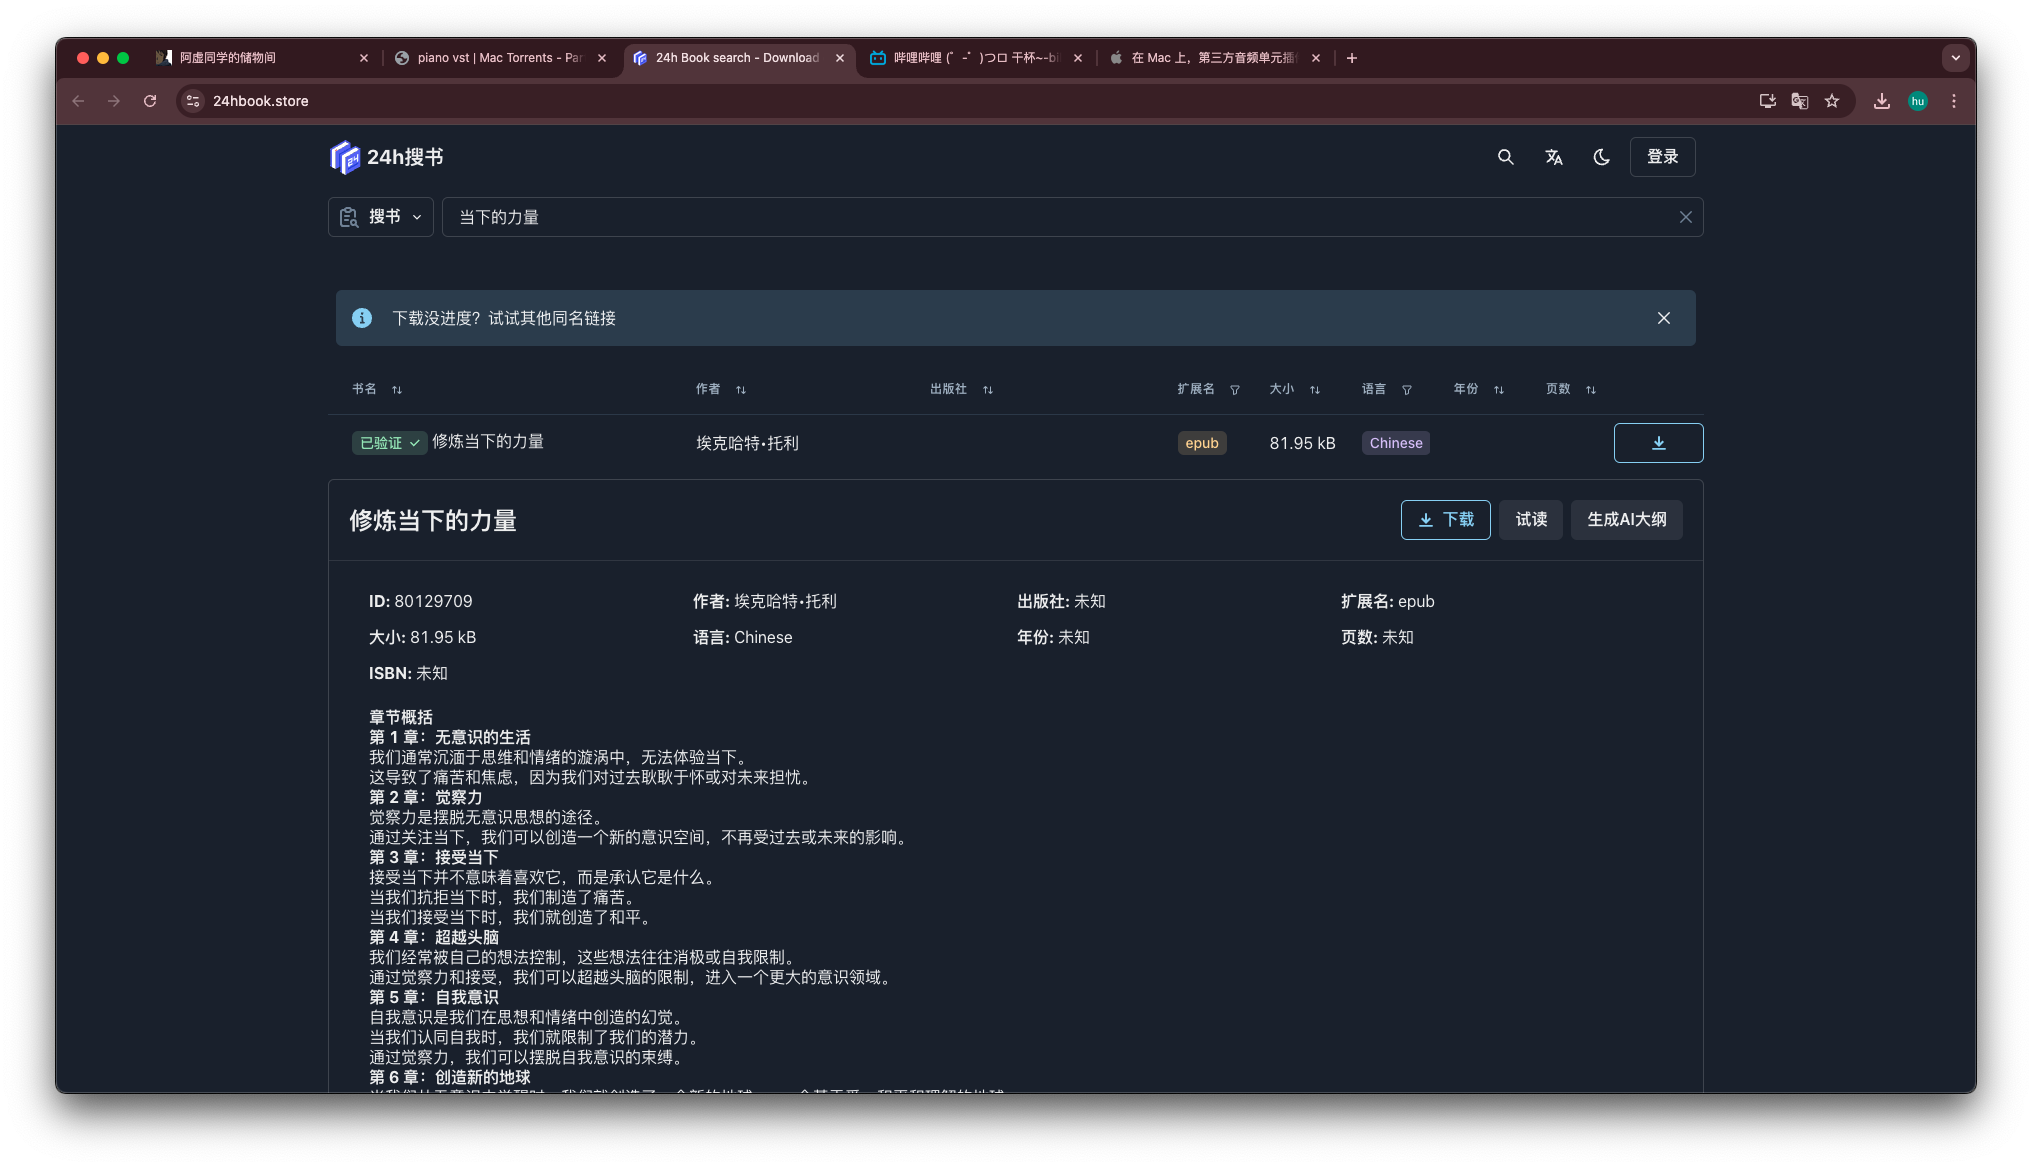 阿虚同学的储物间
piano vst | Mac Torrents - Par
24h Book search - Download
哔哩哔哩 (゜-゜)つロ 干杯~-bi
在 Mac 上，第三方音频单元插
24hbook.store
hu
24h搜书
登录
搜书
当下的力量
下载没进度？试试其他同名链接
书名 作者 出版社 扩展名 大小 语言 年份 页数
已验证 修炼当下的力量 埃克哈特•托利 epub 81.95 kB Chinese
修炼当下的力量
下载 试读 生成AI大纲
ID: 80129709 作者: 埃克哈特•托利 出版社: 未知 扩展名: epub
大小: 81.95 kB 语言: Chinese 年份: 未知 页数: 未知
ISBN: 未知
章节概括
第 1 章：无意识的生活
我们通常沉湎于思维和情绪的漩涡中，无法体验当下。
这导致了痛苦和焦虑，因为我们对过去耿耿于怀或对未来担忧。
第 2 章：觉察力
觉察力是摆脱无意识思想的途径。
通过关注当下，我们可以创造一个新的意识空间，不再受过去或未来的影响。
第 3 章：接受当下
接受当下并不意味着喜欢它，而是承认它是什么。
当我们抗拒当下时，我们制造了痛苦。
当我们接受当下时，我们就创造了和平。
第 4 章：超越头脑
我们经常被自己的想法控制，这些想法往往消极或自我限制。
通过觉察力和接受，我们可以超越头脑的限制，进入一个更大的意识领域。
第 5 章：自我意识
自我意识是我们在思想和情绪中创造的幻觉。
当我们认同自我时，我们就限制了我们的潜力。
通过觉察力，我们可以摆脱自我意识的束缚。
第 6 章：创造新的地球